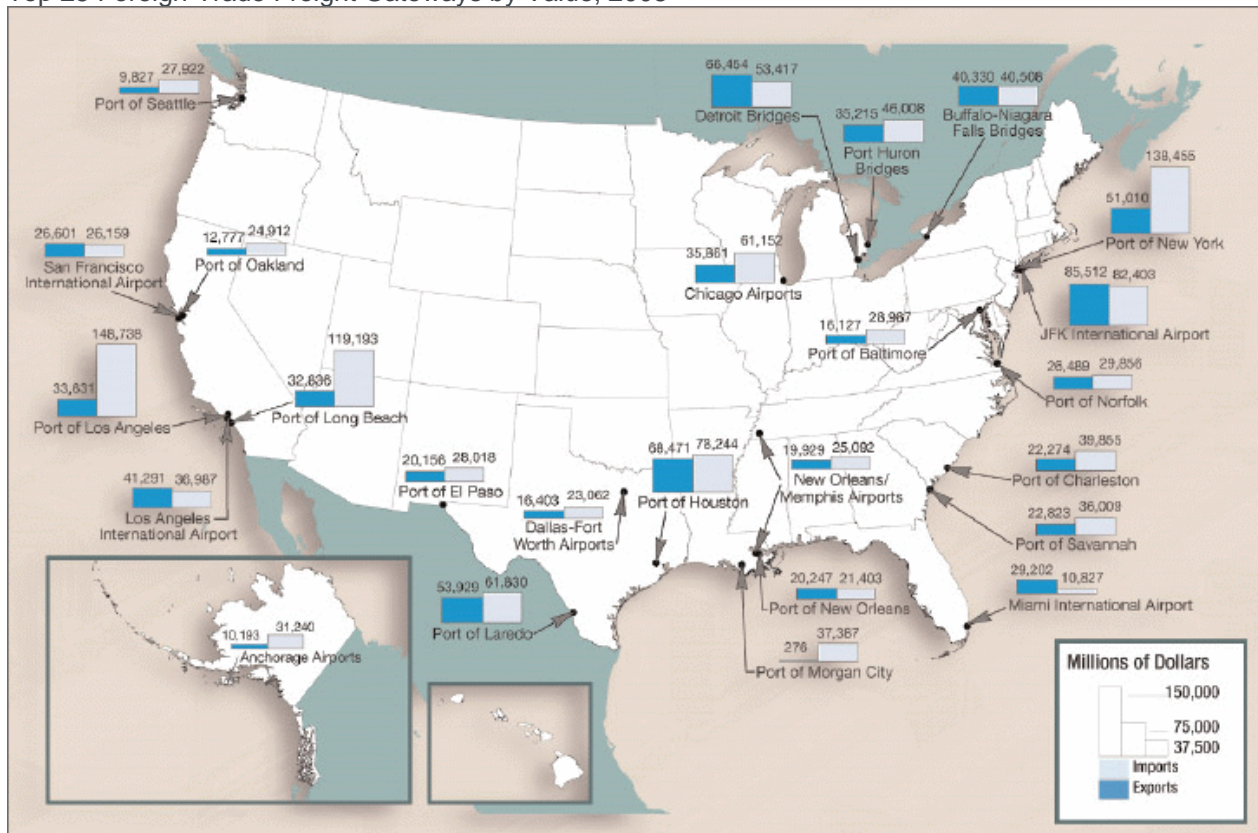 Top 25 Foreign-Trade Freight Gateways by Value, 2008
9,827 27,922
Port of Seattle
66,454 53,417
Detroit Bridges
35,215 46,008
Port Huron
Bridges
40,330 40,508
Buffalo-Niagara
Falls Bridges
138,455
51,010
Port of New York
26,601 26,159
San Francisco
International Airport
12,777 24,912
Port of Oakland
35,861 61,152
Chicago Airports
85,512 82,403
JFK International Airport
16,127 28,967
Port of Baltimore
26,489 29,856
Port of Norfolk
148,738
33,631
Port of Los Angeles
119,193
32,836
Port of Long Beach
41,291 36,987
Los Angeles
International Airport
20,156 28,018
Port of El Paso
16,403 23,062
Dallas-Fort
Worth Airports
68,471 78,244
Port of Houston
19,929 25,092
New Orleans/
Memphis Airports
22,274 39,855
Port of Charleston
22,823 36,009
Port of Savannah
29,202 10,827
Miami International Airport
53,929 61,830
Port of Laredo
20,247 21,403
Port of New Orleans
276 37,387
Port of Morgan City
10,193 31,240
Anchorage Airports
Millions of Dollars
150,000
75,000
37,500
Imports
Exports